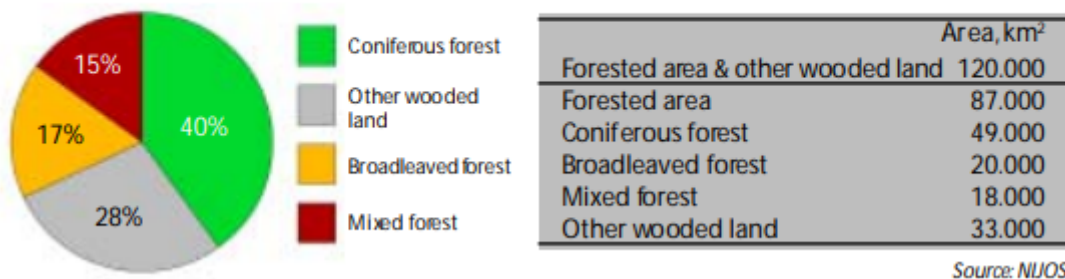 15%
40%
17%
28%
Coniferous forest
Other wooded
land
Broadleaved forest
Mixed forest
Area, km²
Forested area & other wooded land 120.000
Forested area 87.000
Coniferous forest 49.000
Broadleaved forest 20.000
Mixed forest 18.000
Other wooded land 33.000
Source: NIJOS